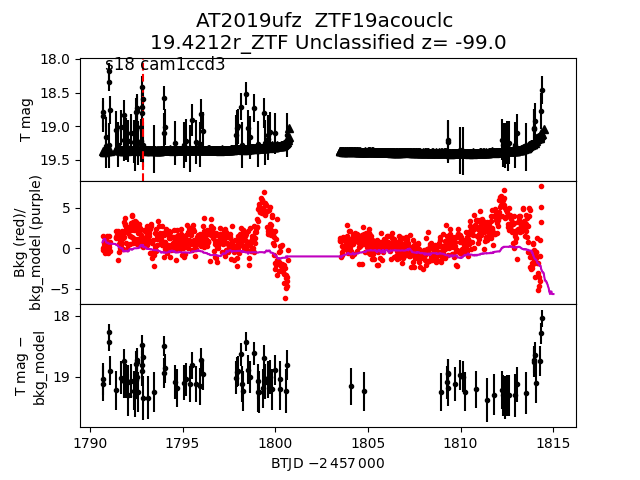 AT2019ufz  ZTF19acouclc
19.4212r_ZTF Unclassified z= -99.0
s18 cam1ccd3
18.0
18.5
19.0
19.5
T mag
5
0
−5
Bkg (red)/
bkg_model (purple)
18
19
T mag −
bkg_model
1790 1795 1800 1805 1810 1815
BTJD −2 457 000